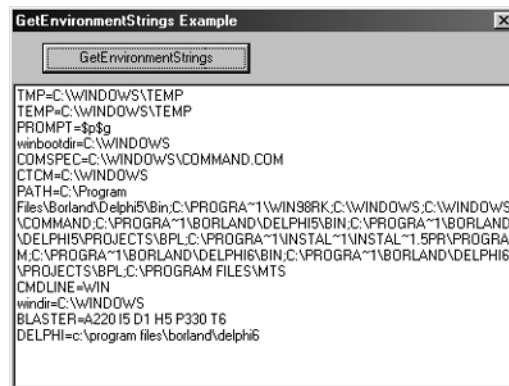 GetEnvironmentStrings Example
GetEnvironmentStrings
TMP=C:\WINDOWS\TEMP
TEMP=C:\WINDOWS\TEMP
PROMPT=$p$g
winbootdir=C:\WINDOWS
COMSPEC=C:\WINDOWS\COMMAND.COM
CTCM=C:\WINDOWS
PATH=C:\Program
Files\Borland\Delphi5\Bin;C:\PROGRA~1\WIN98RK;C:\WINDOWS;C:\WINDOWS
\COMMAND;C:\PROGRA~1\BORLAND\DELPHI5\BIN;C:\PROGRA~1\BORLAND
\DELPHI5\PROJECTS\BPL;C:\PROGRA~1\INSTAL~1\INSTAL~1.5PR\PROGRA
M;C:\PROGRA~1\BORLAND\DELPHI6\BIN;C:\PROGRA~1\BORLAND\DELPHI6
\PROJECTS\BPL;C:\PROGRAM FILES\MTS
CMDLINE=WIN
windir=C:\WINDOWS
BLASTER=A220 I5 D1 H5 P330 T6
DELPHI=c:\program files\borland\delphi6